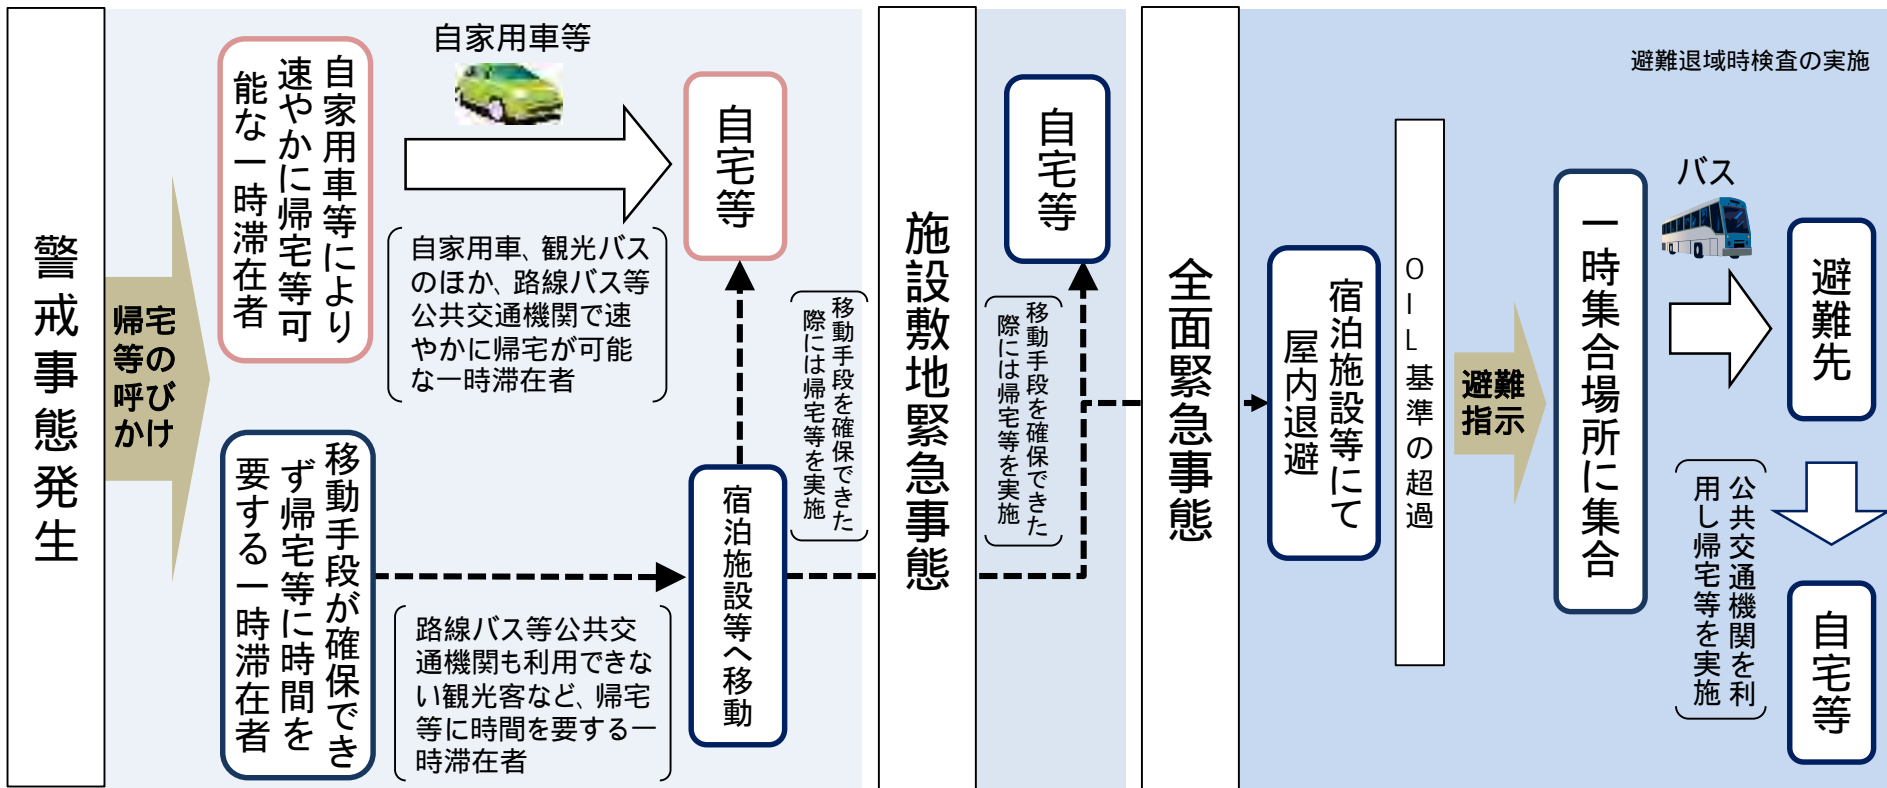 警戒事態発生
帰宅
等の
呼び
かけ
自家用車等により
速やかに帰宅等可
能な一時滞在者
自家用車等
自家用車、観光バス
のほか、路線バス等
公共交通機関で速
やかに帰宅が可能
な一時滞在者
自宅等
移動手段が確保でき
ず帰宅等に時間を
要する一時滞在者
路線バス等公共交
通機関も利用できな
い観光客など、帰宅
等に時間を要する一
時滞在者
宿泊施設等へ移動
移動手段を確保できた
際には帰宅等を実施
施設敷地緊急事態
自宅等
移動手段を確保できた
際には帰宅等を実施
全面緊急事態
避難退域時検査の実施
宿泊施設等にて
屋内退避
OIL基準の超過
避難
指示
一時集合場所に集合
バス
避難先
公共交通機関を利
用し帰宅等を実施
自宅等